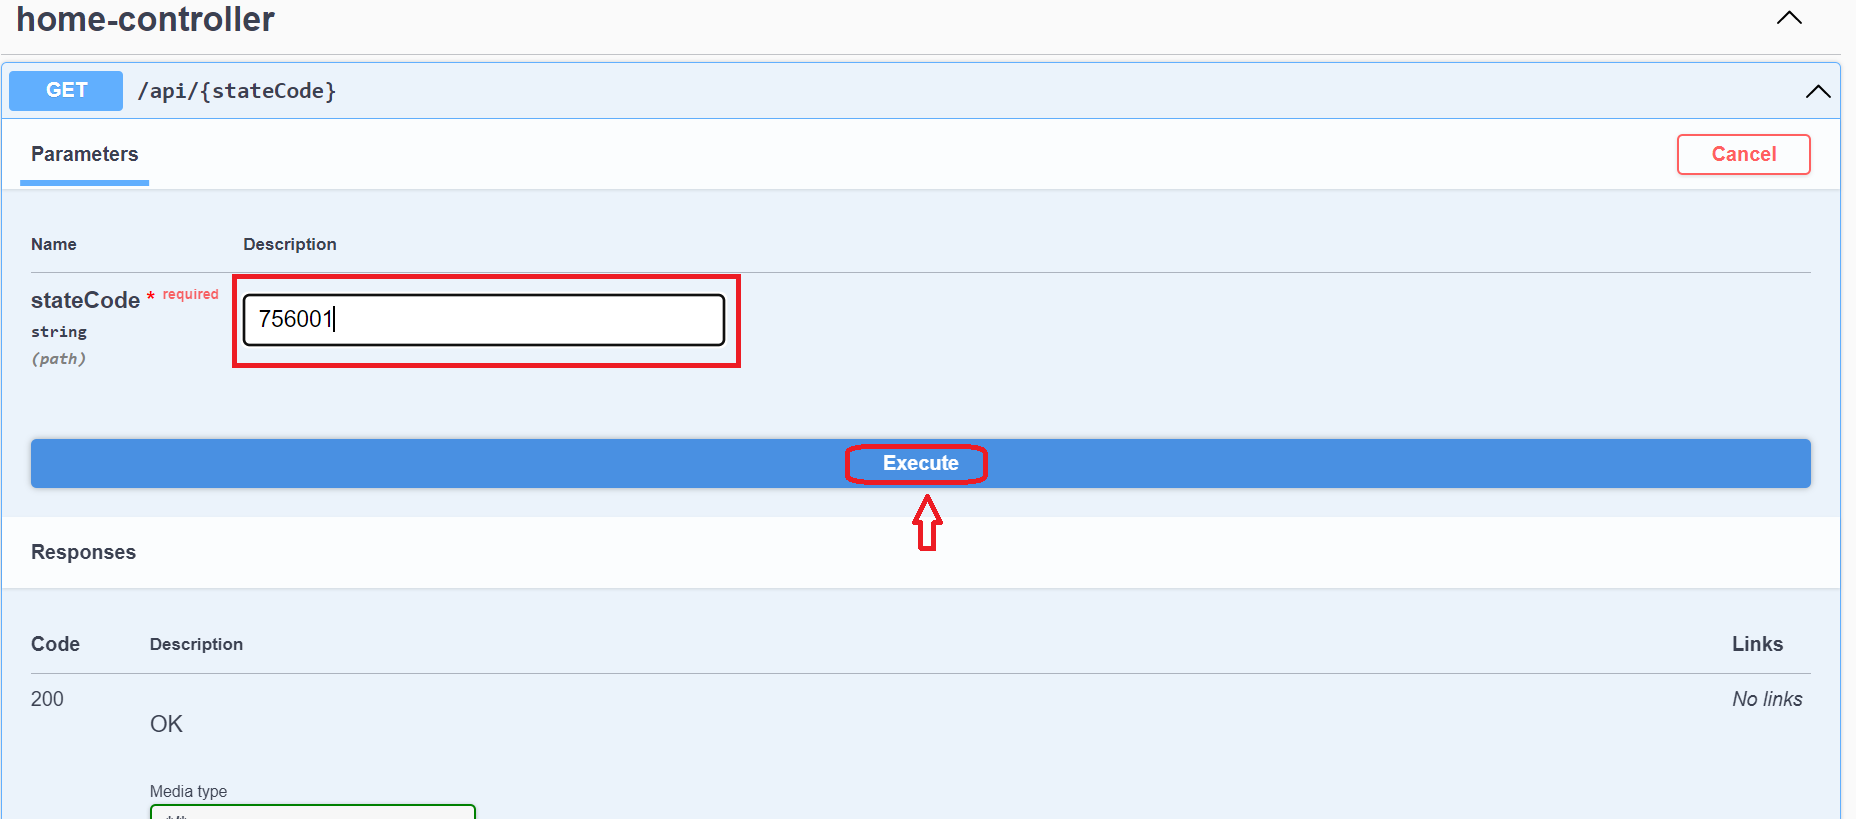 home-controller
GET /api/{stateCode}
Parameters
Cancel
Name Description
stateCode * required
756001
string
(path)
Execute
Responses
Code Description Links
200 No links
OK
Media type